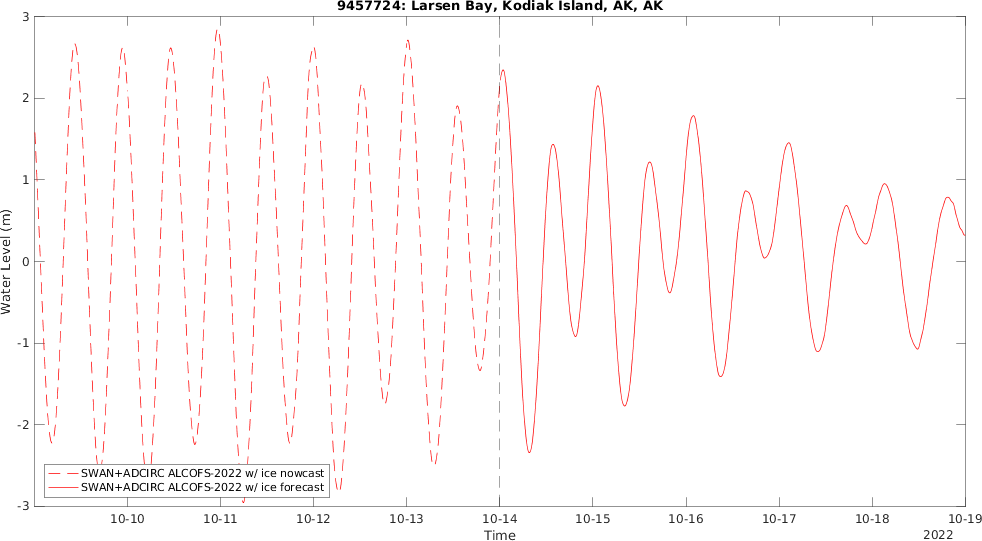 9457724: Larsen Bay, Kodiak Island, AK, AK
3
2
1
0
-1
-2
-3
Water Level (m)
SWAN+ADCIRC ALCOFS-2022 w/ ice nowcast
SWAN+ADCIRC ALCOFS-2022 w/ ice forecast
10-10 10-11 10-12 10-13 10-14 10-15 10-16 10-17 10-18 10-19
Time
2022